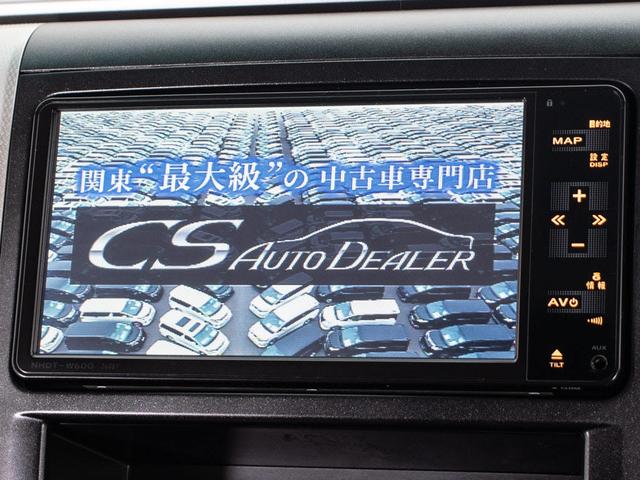 関東"最大級"の 中古車専門店
CS AUTO DEALER
目的地
MAP
設定
DISP
+
−
情報
AV
AUX
TILT
NHDT-W60G